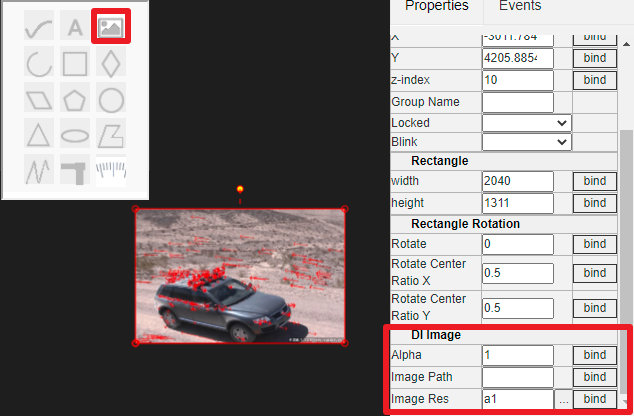 Properties Events
A
X -3011.784 bind
Y 4205.8854 bind
z-index 10 bind
Group Name
Locked
Blink
Rectangle
width 2040 bind
height 1311 bind
Rectangle Rotation
Rotate 0 bind
Rotate Center
Ratio X 0.5 bind
Rotate Center
Ratio Y 0.5 bind
DI Image
Alpha 1 bind
Image Path bind
Image Res a1 ... bind